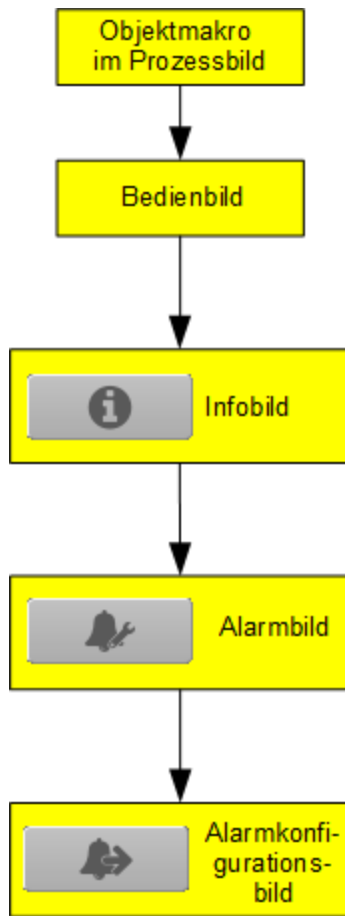 Objektmakro
im Prozessbild
Bedienbild
Infobild
Alarmbild
Alarmkonfi-
gurations-
bild